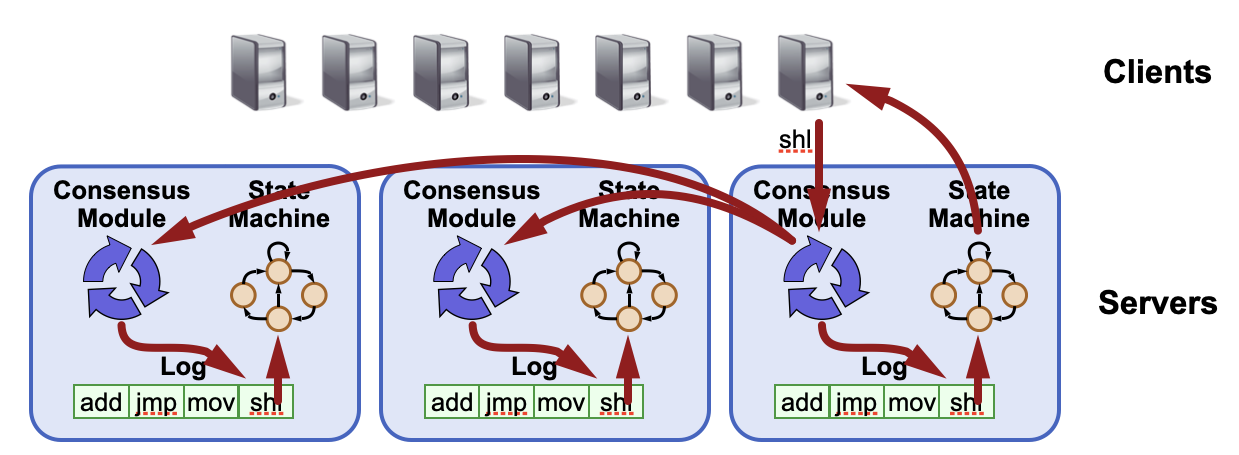 Clients
shl
Consensus Module
State Machine
Consensus Module
State Machine
Consensus Module
State Machine
Servers
Log
Log
Log
add jmp mov shl
add jmp mov shl
add jmp mov shl